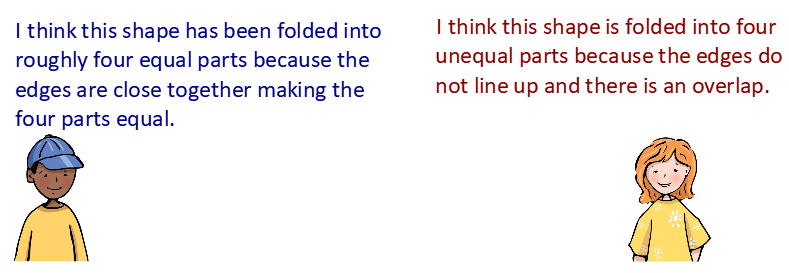 I think this shape has been folded into
roughly four equal parts because the
edges are close together making the
four parts equal.
I think this shape is folded into four
unequal parts because the edges do
not line up and there is an overlap.